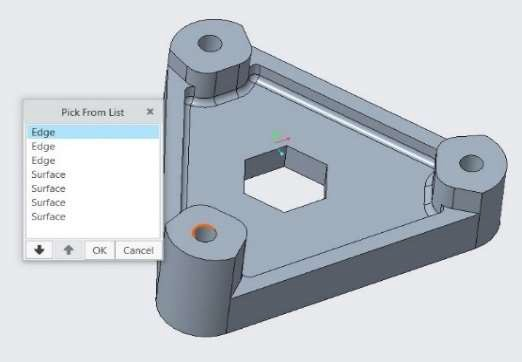 Pick From List
Edge
Edge
Edge
Surface
Surface
Surface
Surface
OK Cancel